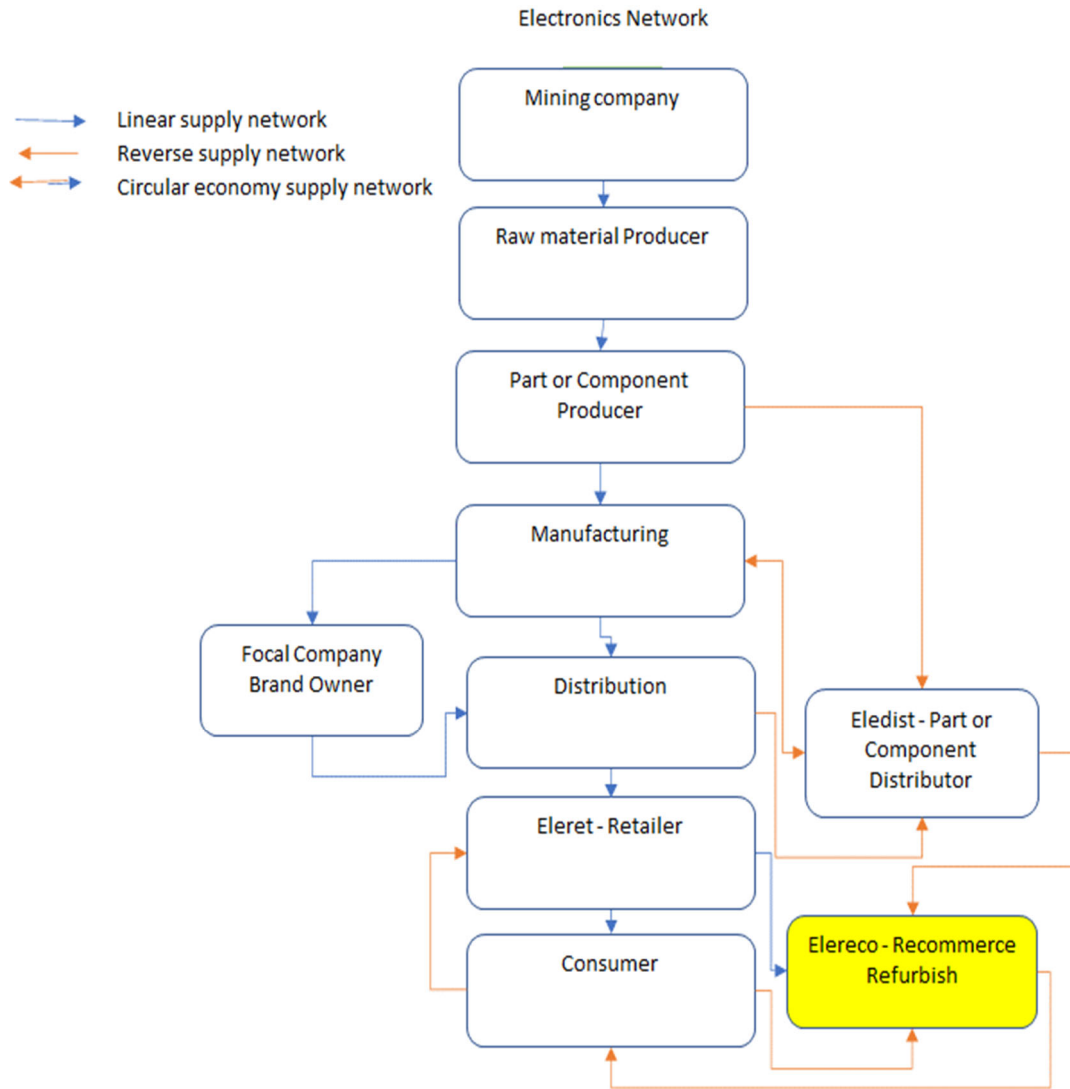 Electronics Network
Linear supply network
Reverse supply network
Circular economy supply network
Mining company
Raw material Producer
Part or Component
Producer
Manufacturing
Focal Company
Brand Owner
Distribution
Eledist - Part or
Component
Distributor
Eleret - Retailer
Consumer
Elereco - Recommerce
Refurbish